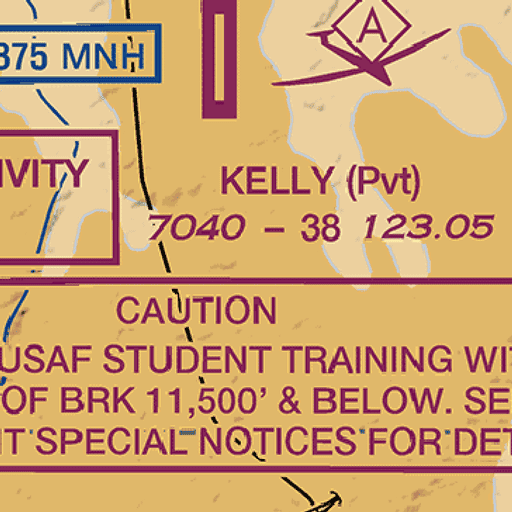 A
375 MNH
IVITY
KELLY (Pvt)
7040 - 38 123.05
CAUTION
USAF STUDENT TRAINING WI
OF BRK 11,500' & BELOW. SE
IT SPECIAL NOTICES FOR DET